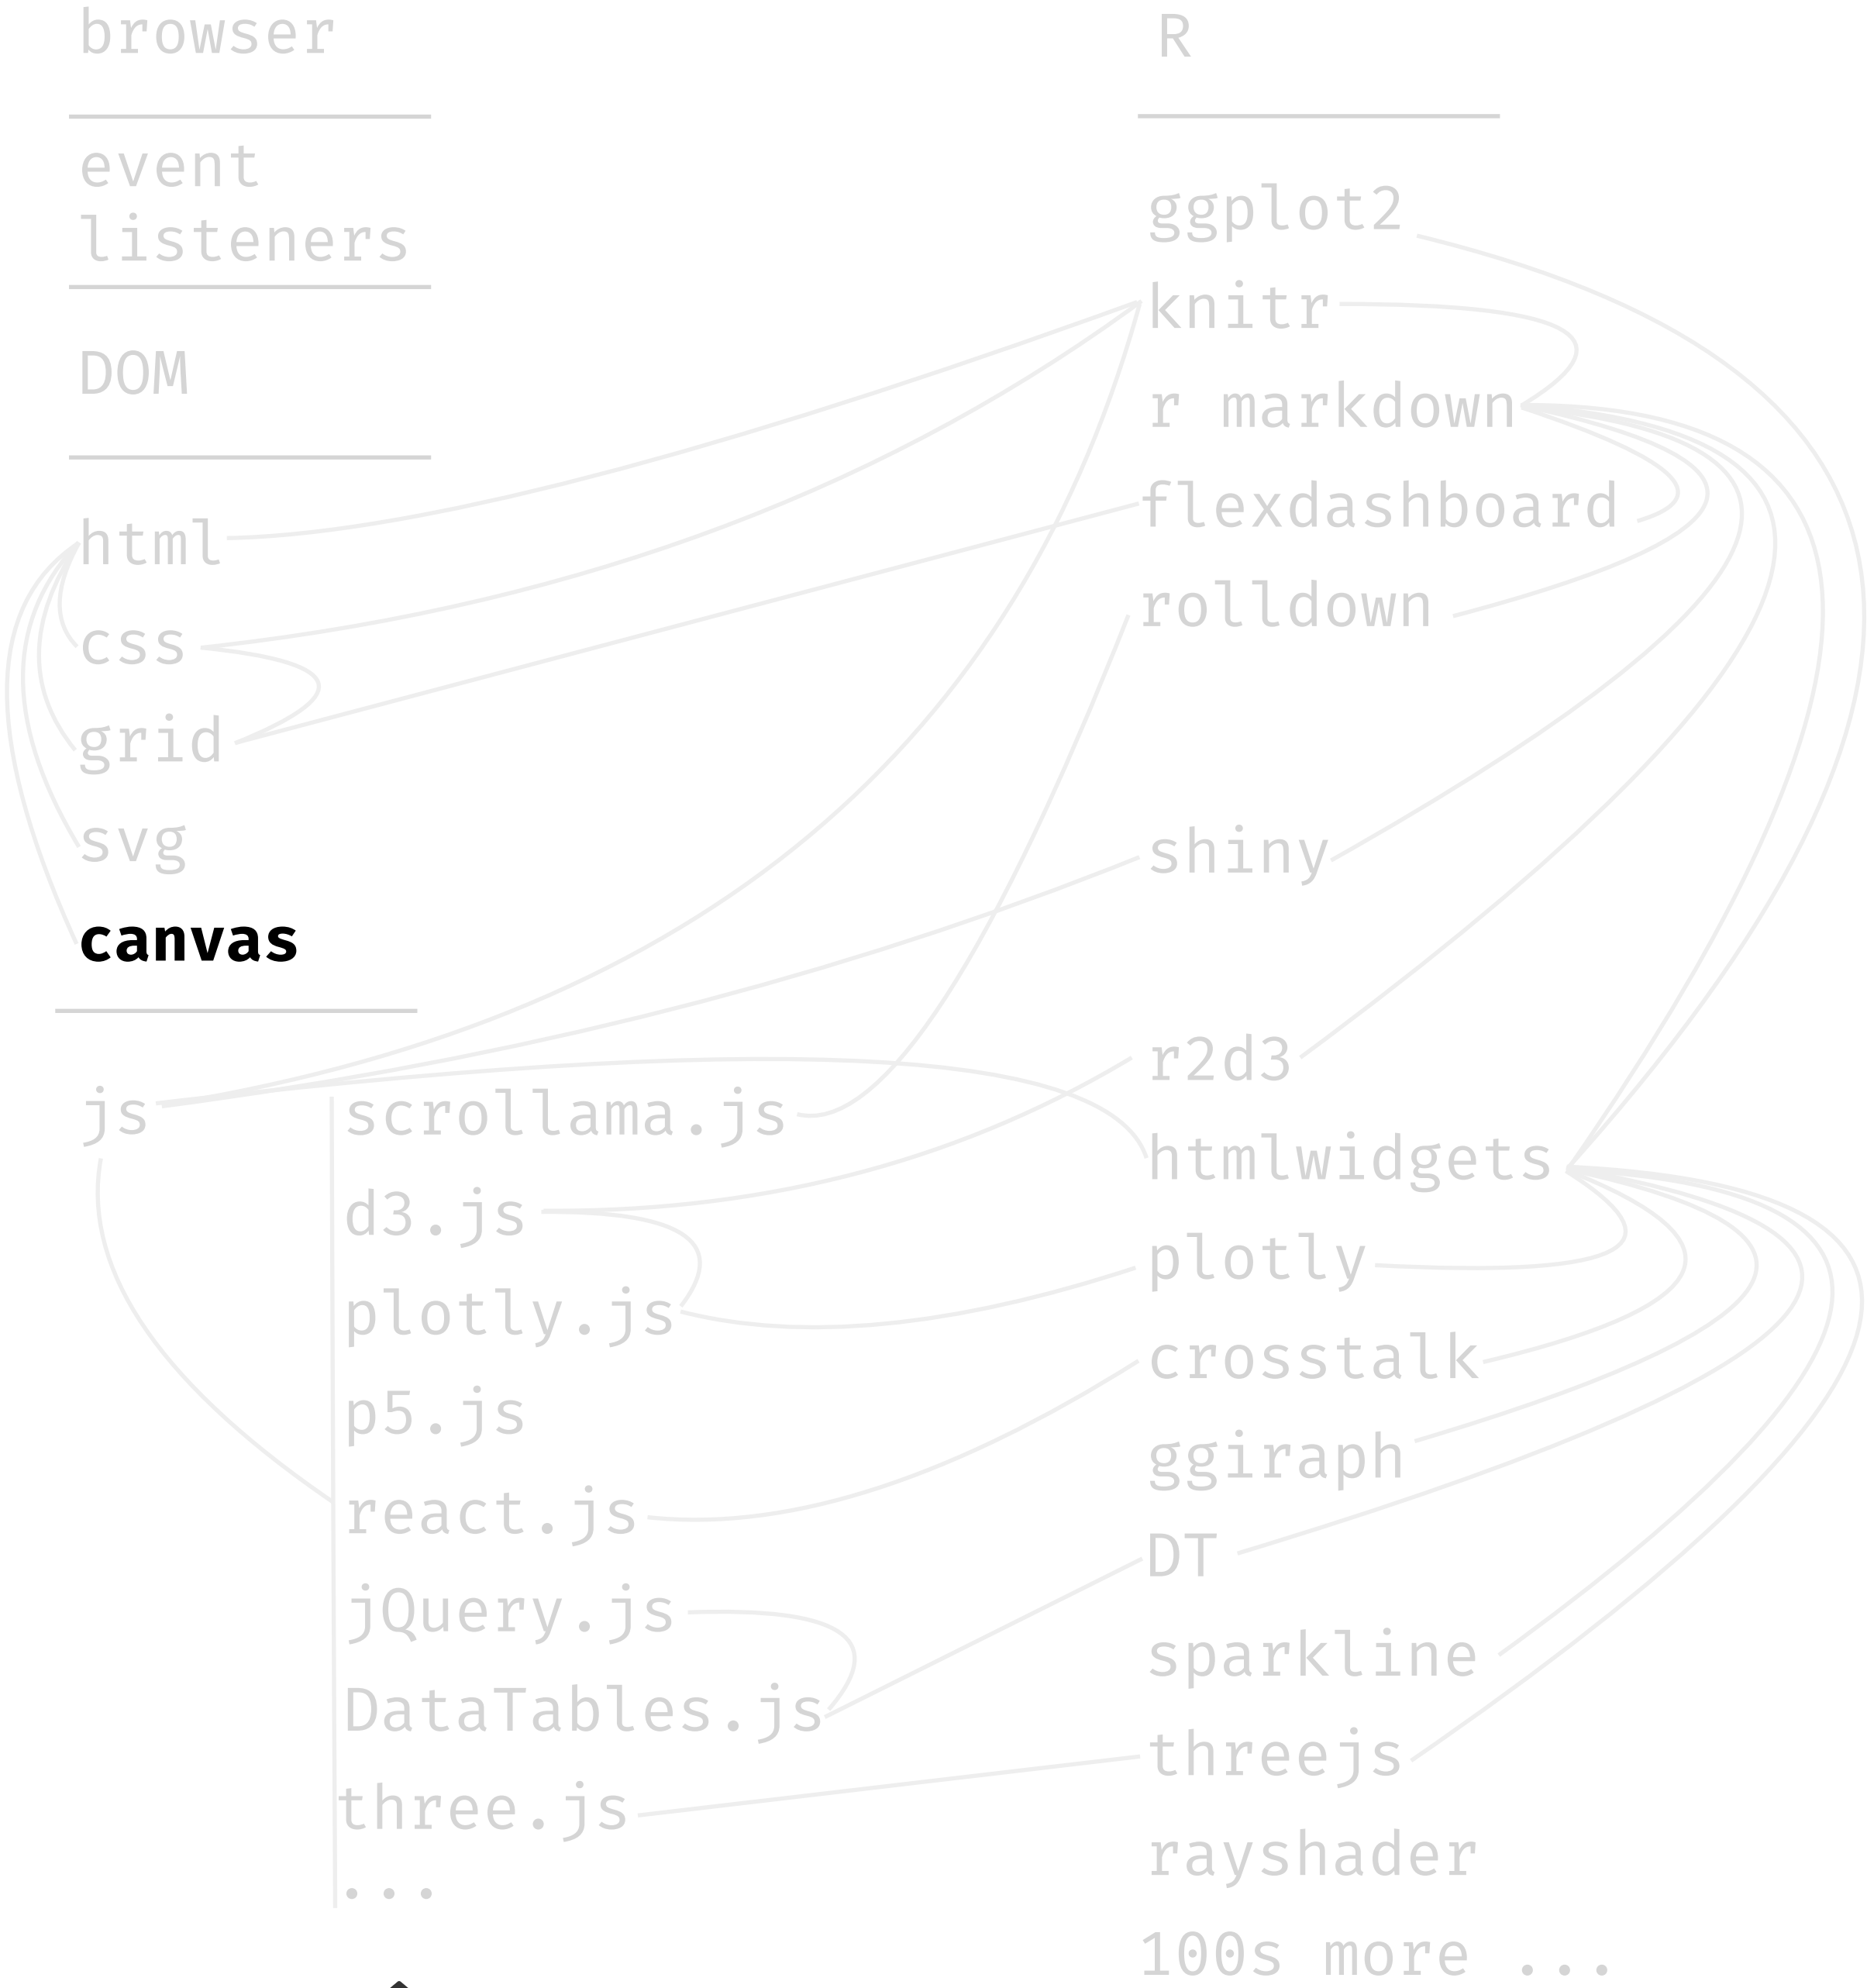 browser
event
listeners
DOM
html
css
grid
svg
canvas
js
scrollama.js
d3.js
plotly.js
p5.js
react.js
jQuery.js
DataTables.js
three.js
...
R
ggplot2
knitr
r markdown
flexdashboard
rolldown
shiny
r2d3
htmlwidgets
plotly
crosstalk
ggiraph
DT
sparkline
threejs
rayshader
100s more ...